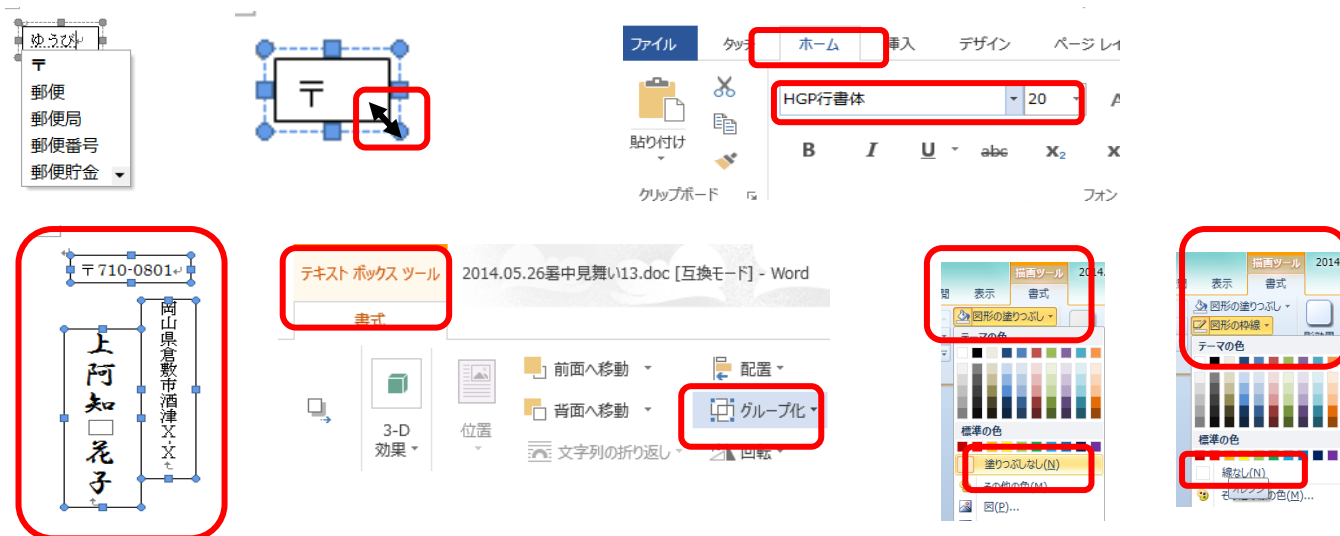 ゆうび
〒
郵便
郵便局
郵便番号
郵便貯金
〒
ファイル
ホーム
挿入
デザイン
ページ レイ
HGP行書体
20
貼り付け
B I U abc X₂
クリップボード
フォン
〒710-0801
岡山県倉敷市酒津X-X
上阿知□花子
テキスト ボックス ツール
2014.05.26暑中見舞い13.doc [互換モード] - Word
書式
3-D
効果
位置
前面へ移動
背面へ移動
文字列の折り返し
配置
グループ化
回転
描画ツール
2014.
表示
書式
図形の塗りつぶし
テーマの色
標準の色
塗りつぶしなし(N)
その他の色(M)
図(P)...
描画ツール
2014
表示
書式
図形の塗りつぶし
図形の枠線
テーマの色
標準の色
線なし(N)
オレンジ
の色(M)...